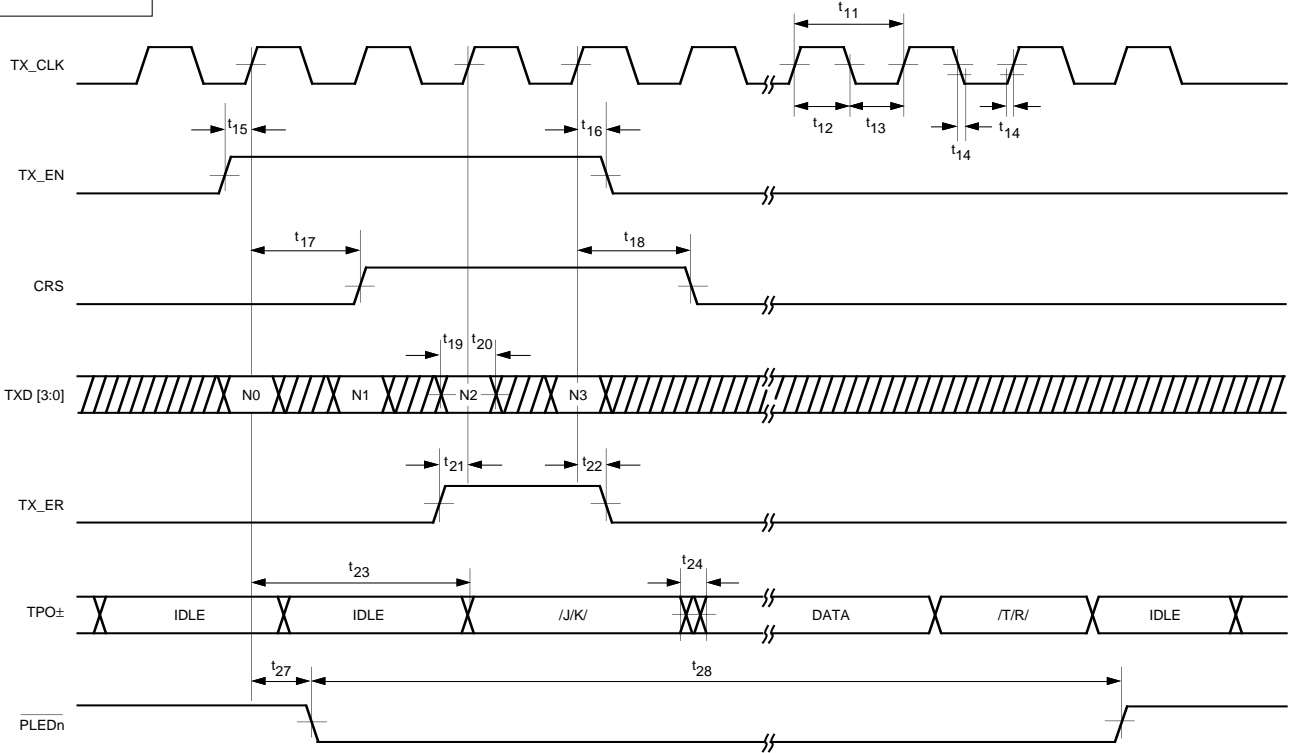 t11
TX_CLK
t12 t13 t14 t14
t15 t16
TX_EN
t17 t18
CRS
t19 t20
TXD [3:0] N0 N1 N2 N3
t21 t22
TX_ER
t23 t24
TPO± IDLE IDLE /J/K/ DATA /T/R/ IDLE
t27 t28
PLEDn